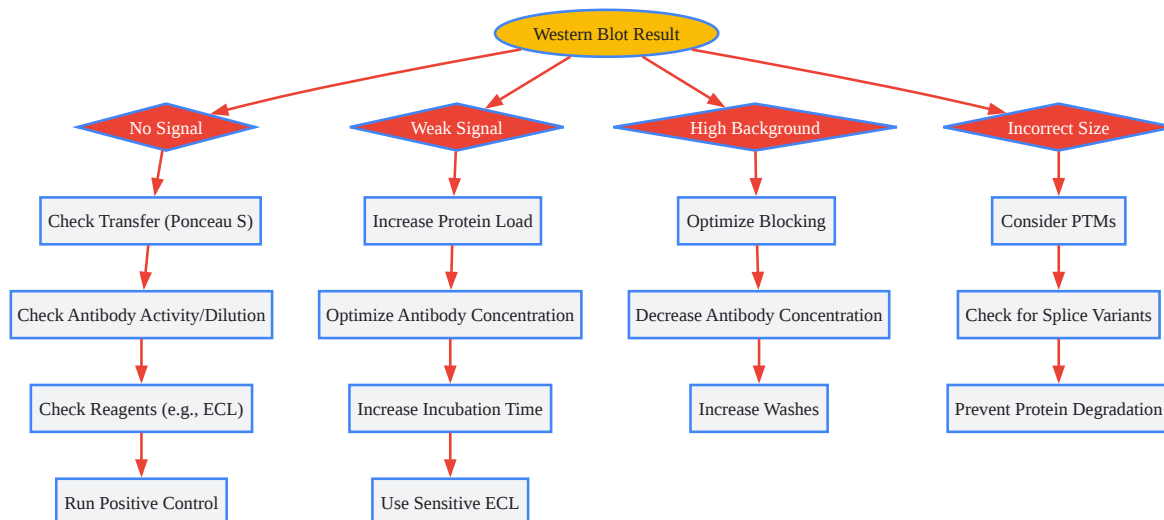 Western Blot Result
No Signal
Weak Signal
High Background
Incorrect Size
Check Transfer (Ponceau S)
Increase Protein Load
Optimize Blocking
Consider PTMs
Check Antibody Activity/Dilution
Optimize Antibody Concentration
Decrease Antibody Concentration
Check for Splice Variants
Check Reagents (e.g., ECL)
Increase Incubation Time
Increase Washes
Prevent Protein Degradation
Run Positive Control
Use Sensitive ECL